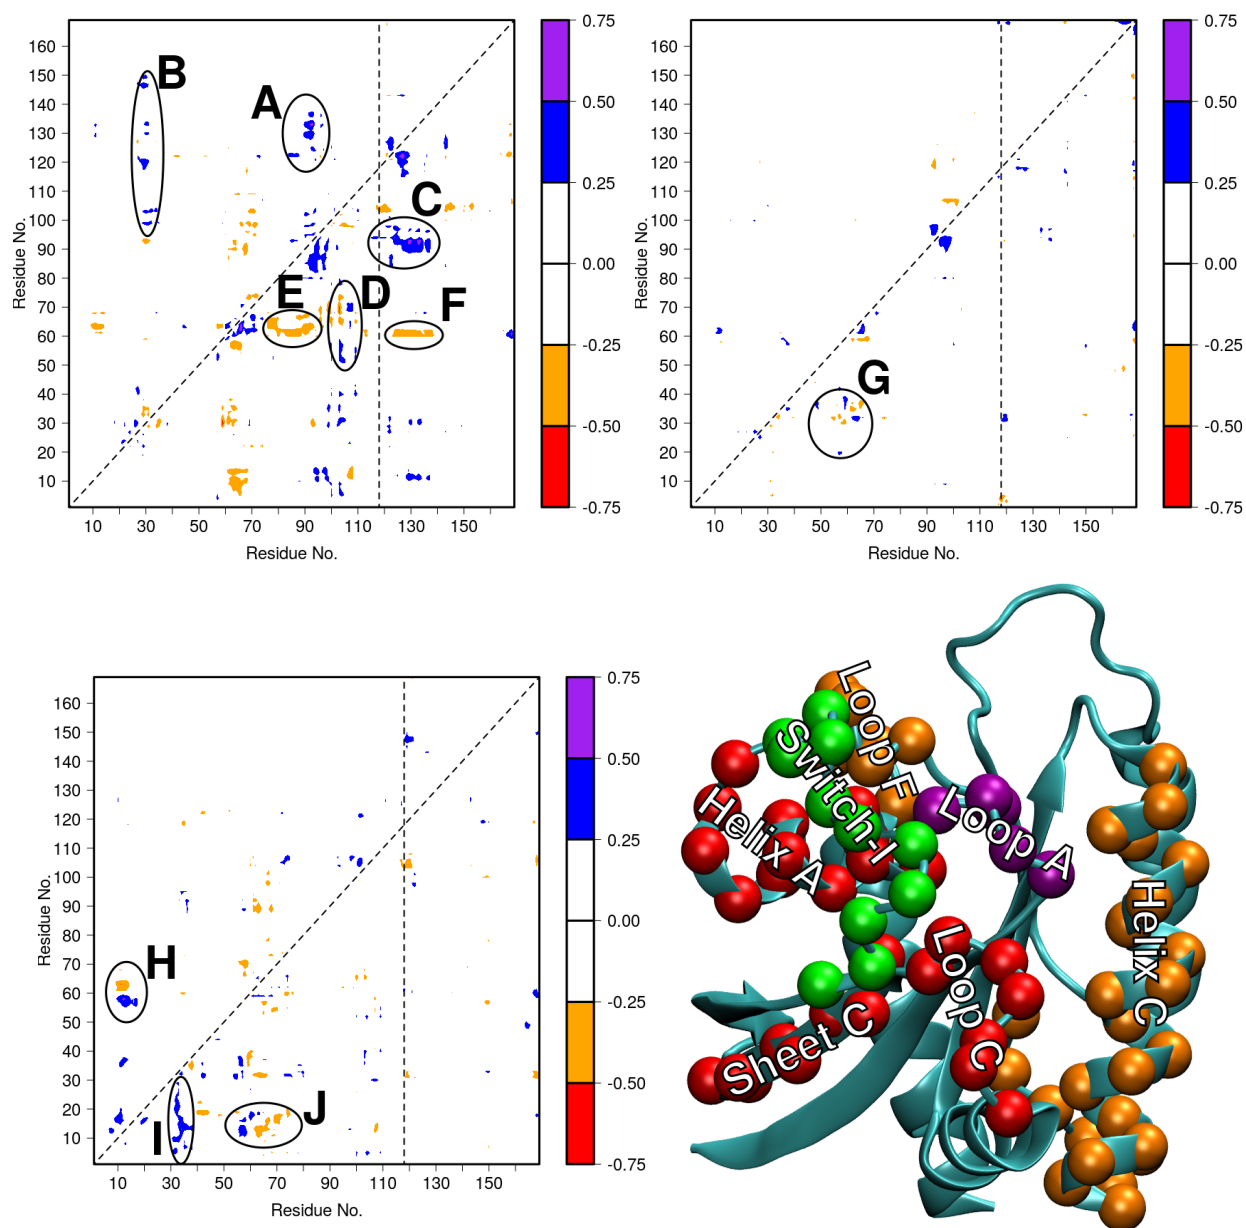 B
A
C
D
E
F
160
150
140
130
120
110
100
90
80
70
60
50
40
30
20
10
Residue No.
10 30 50 70 90 110 130 150
Residue No.
0.75
0.50
0.25
0.00
-0.25
-0.50
-0.75
G
160
150
140
130
120
110
100
90
80
70
60
50
40
30
20
10
Residue No.
10 30 50 70 90 110 130 150
Residue No.
0.75
0.50
0.25
0.00
-0.25
-0.50
-0.75
H
I
J
160
150
140
130
120
110
100
90
80
70
60
50
40
30
20
10
Residue No.
10 30 50 70 90 110 130 150
Residue No.
0.75
0.50
0.25
0.00
-0.25
-0.50
-0.75
Loop F
Switch-I
Helix A
Loop A
Helix C
Loop C
Sheet C